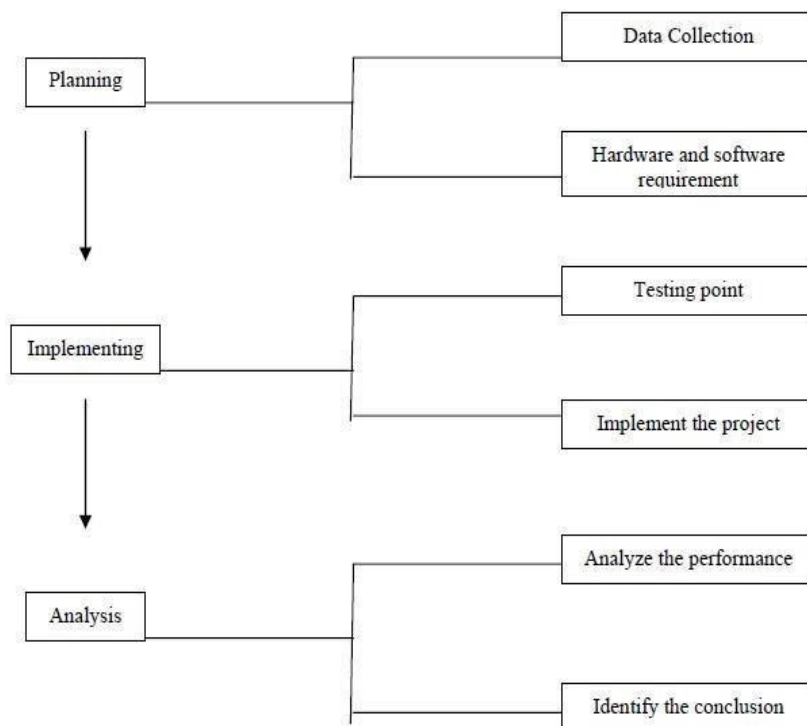 Data Collection
Planning
Hardware and software
requirement
Testing point
Implementing
Implement the project
Analyze the performance
Analysis
Identify the conclusion